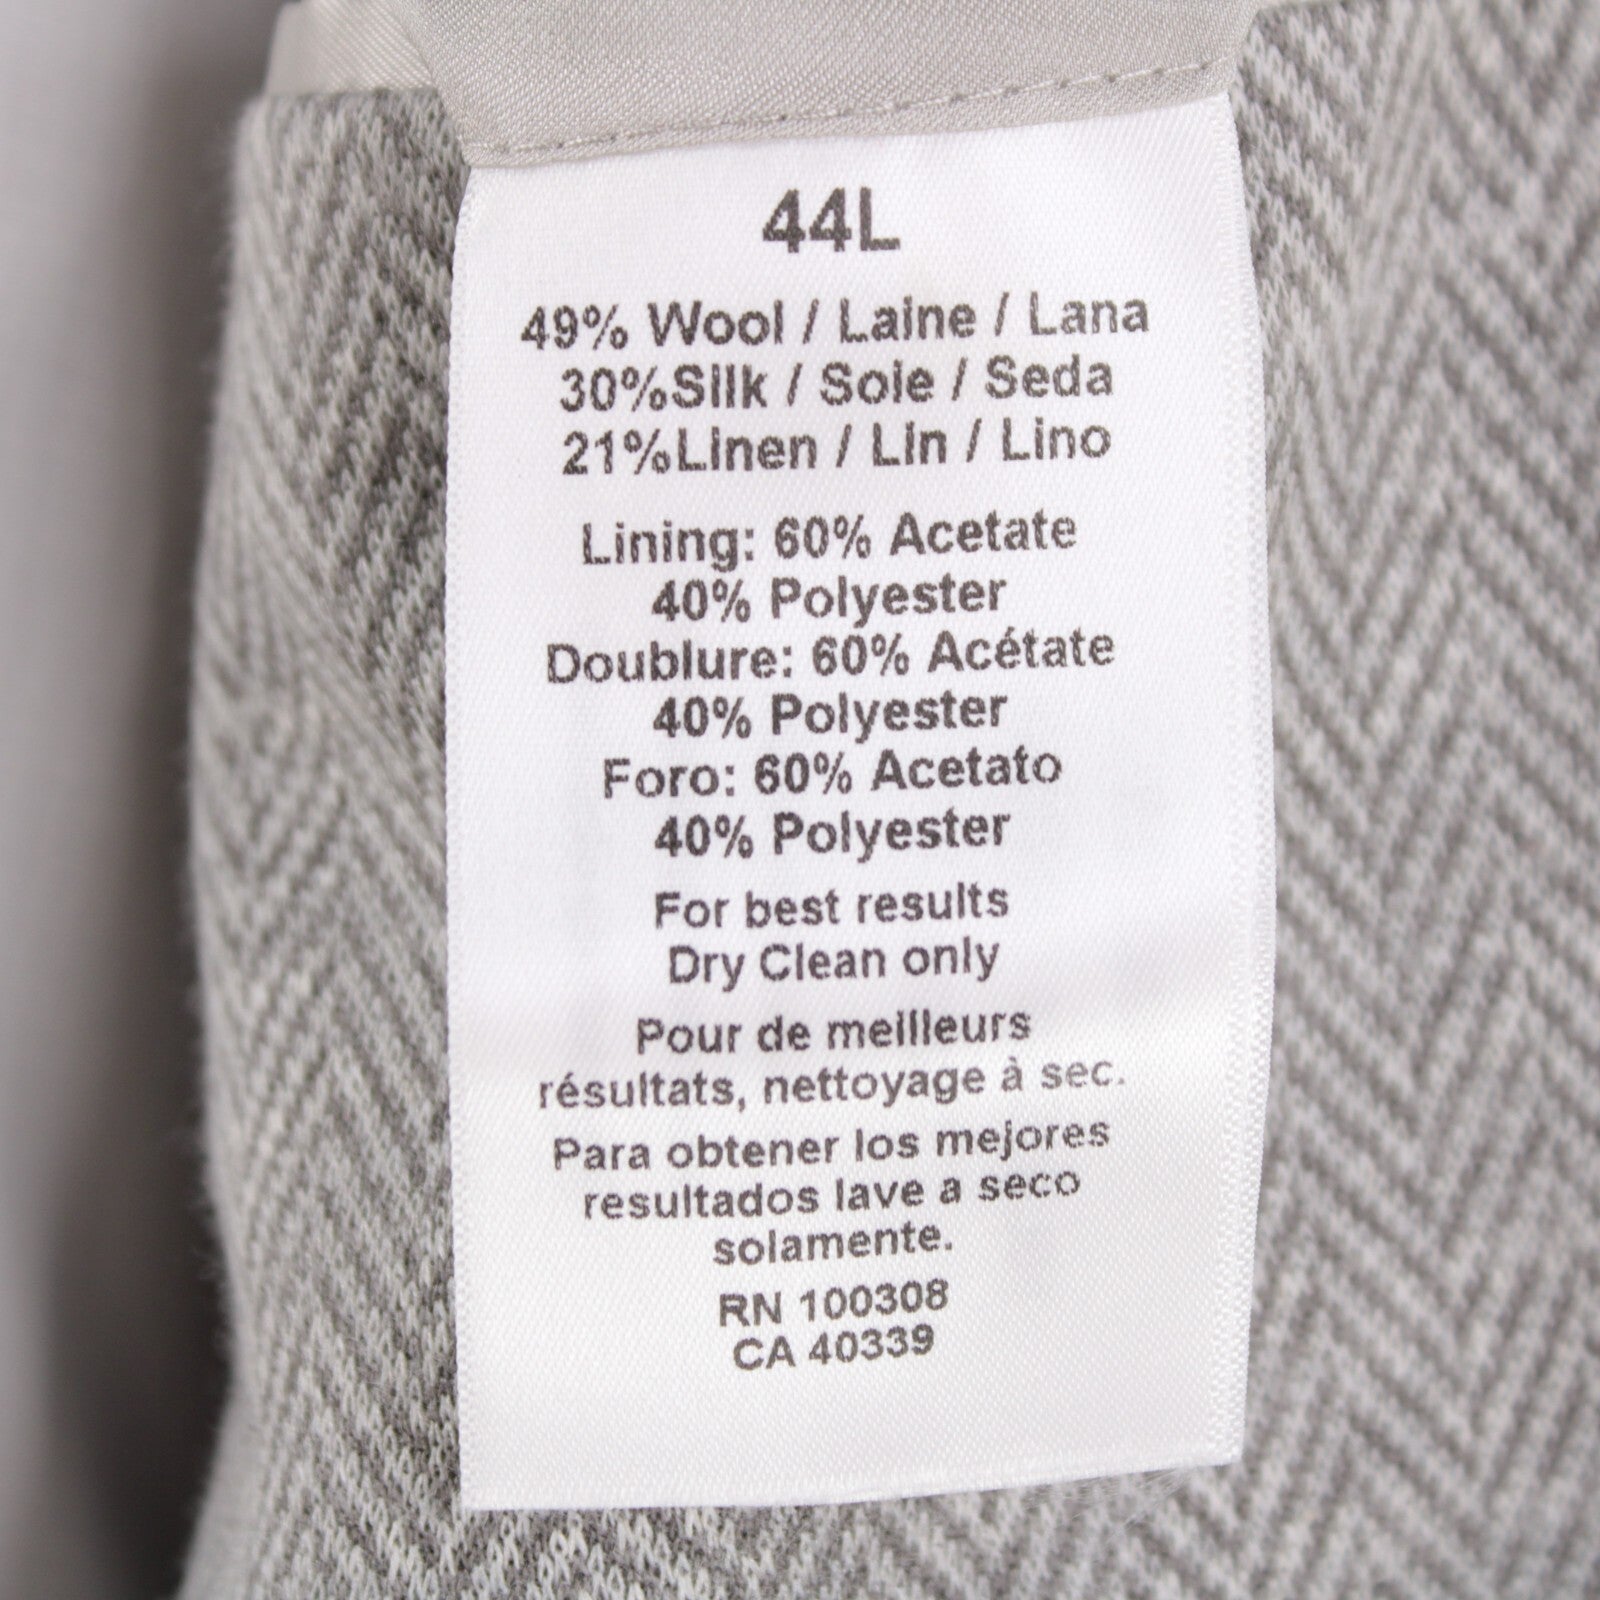 44L
49% Wool / Laine / Lana
30%Silk / Soie / Seda
21%Linen / Lin / Lino
Lining: 60% Acetate
40% Polyester
Doublure: 60% Acétate
40% Polyester
Foro: 60% Acetato
40% Polyester
For best results
Dry Clean only
Pour de meilleurs
résultats, nettoyage à sec.
Para obtener los mejores
resultados lave a seco
solamente.
RN 100308
CA 40339